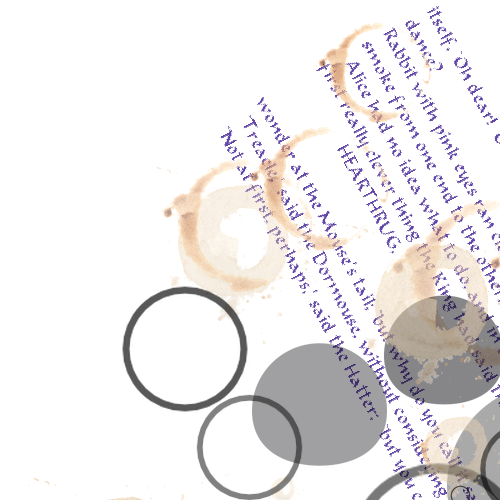 itself, 'Oh dear!
dance?
Rabbit with pink eyes ran
smoke from one end to the other
Alice had no idea what to do, and
first really clever thing the King had said
HEARTHRUG,
wonder at the Mouse's tail; 'but why do you call it
Treacle,' said the Dormouse, without considering
'Not at first, perhaps,' said the Hatter: 'but you